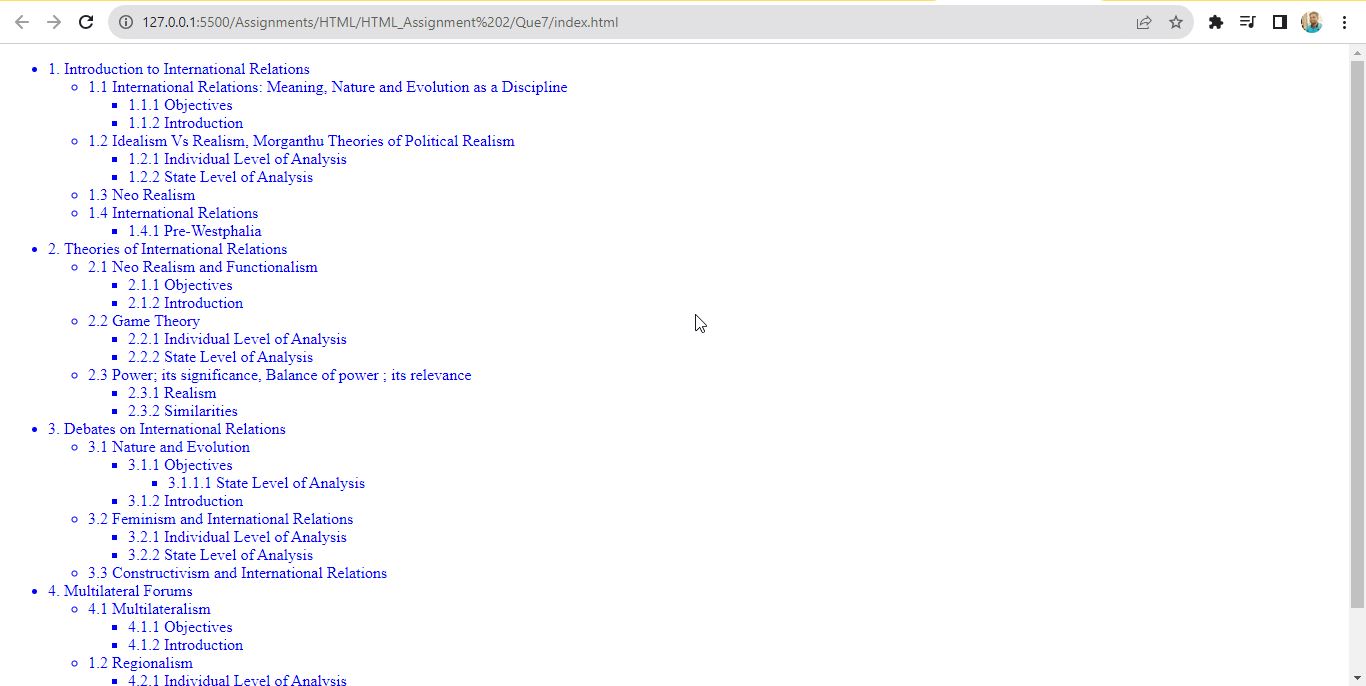 127.0.0.1:5500/Assignments/HTML/HTML_Assignment%202/Que7/index.html
1. Introduction to International Relations
1.1 International Relations: Meaning, Nature and Evolution as a Discipline
1.1.1 Objectives
1.1.2 Introduction
1.2 Idealism Vs Realism, Morganthu Theories of Political Realism
1.2.1 Individual Level of Analysis
1.2.2 State Level of Analysis
1.3 Neo Realism
1.4 International Relations
1.4.1 Pre-Westphalia
2. Theories of International Relations
2.1 Neo Realism and Functionalism
2.1.1 Objectives
2.1.2 Introduction
2.2 Game Theory
2.2.1 Individual Level of Analysis
2.2.2 State Level of Analysis
2.3 Power; its significance, Balance of power ; its relevance
2.3.1 Realism
2.3.2 Similarities
3. Debates on International Relations
3.1 Nature and Evolution
3.1.1 Objectives
3.1.1.1 State Level of Analysis
3.1.2 Introduction
3.2 Feminism and International Relations
3.2.1 Individual Level of Analysis
3.2.2 State Level of Analysis
3.3 Constructivism and International Relations
4. Multilateral Forums
4.1 Multilateralism
4.1.1 Objectives
4.1.2 Introduction
1.2 Regionalism
4.2.1 Individual Level of Analysis